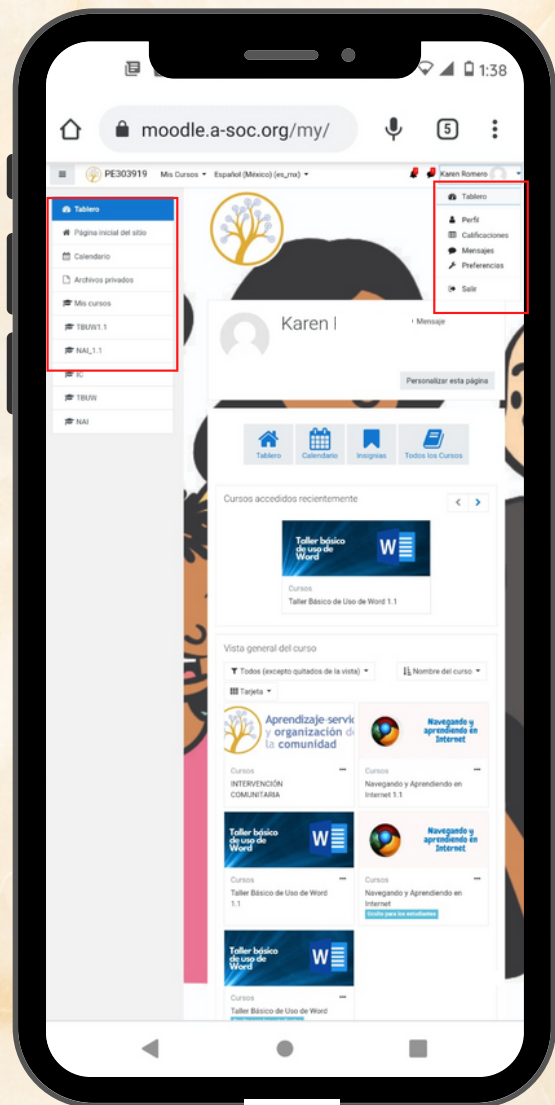 1:38
moodle.a-soc.org/my/
5
PE303919 Mis Cursos Español (México) (es_mx)
Karen Romero
Tablero
Perfil
Calificaciones
Mensajes
Preferencias
Salir
Tablero
Página inicial del sitio
Calendario
Archivos privados
Mis cursos
TBUW1.1
NAI_1.1
IC
TBUW
NAI
Karen
Mensaje
Personalizar esta página
Tablero Calendario Insignias Todos los Cursos
Cursos accedidos recientemente
Taller básico
de uso de
Word
W
Cursos
Taller Básico de Uso de Word 1.1
Vista general del curso
Todos (excepto quitados de la vista)
Nombre del curso
Tarjeta
Aprendizaje-servic
y organización de
la comunidad
Cursos
INTERVENCIÓN
COMUNITARIA
Navegando y
aprendiendo en
Internet
Cursos
Navegando y Aprendiendo en
Internet 1.1
Taller básico
de uso de
Word
W
Cursos
Taller Básico de Uso de Word
1.1
Navegando y
aprendiendo en
Internet
Cursos
Navegando y Aprendiendo en
Internet
Oculto para los estudiantes
Taller básico
de uso de
Word
W
Cursos
Taller Básico de Uso de Word